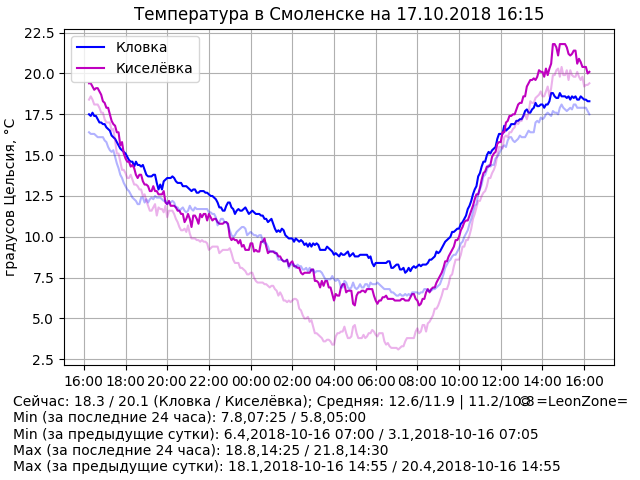 Температура в Смоленске на 17.10.2018 16:15
22.5
20.0
17.5
15.0
12.5
10.0
7.5
5.0
2.5
градусов Цельсия, °C
Кловка
Киселёвка
16:00 18:00 20:00 22:00 00:00 02:00 04:00 06:00 08:00 10:00 12:00 14:00 16:00
Сейчас: 18.3 / 20.1 (Кловка / Киселёвка); Средняя: 12.6/11.9 | 11.2/10.8
© =LeonZone=
Min (за последние 24 часа): 7.8,07:25 / 5.8,05:00
Min (за предыдущие сутки): 6.4,2018-10-16 07:00 / 3.1,2018-10-16 07:05
Max (за последние 24 часа): 18.8,14:25 / 21.8,14:30
Max (за предыдущие сутки): 18.1,2018-10-16 14:55 / 20.4,2018-10-16 14:55